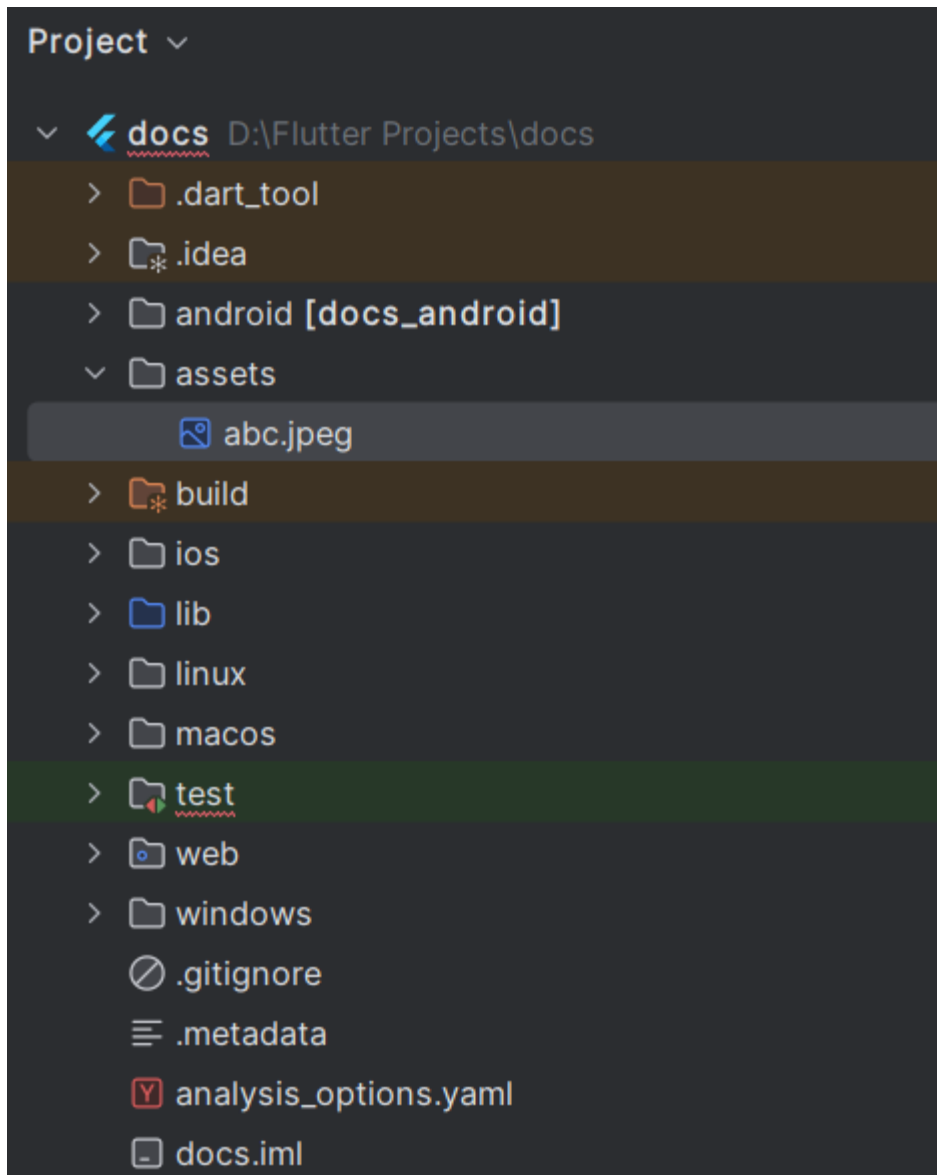 Project
docs D:\Flutter Projects\docs
.dart_tool
.idea
android [docs_android]
assets
abc.jpeg
build
ios
lib
linux
macos
test
web
windows
.gitignore
.metadata
analysis_options.yaml
docs.iml